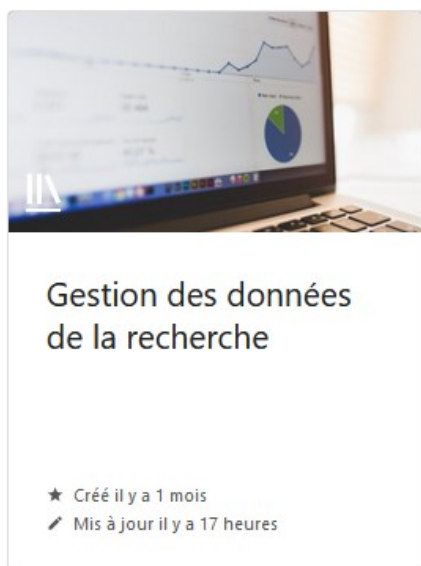 Gestion des données
de la recherche
Créé il y a 1 mois
Mis à jour il y a 17 heures